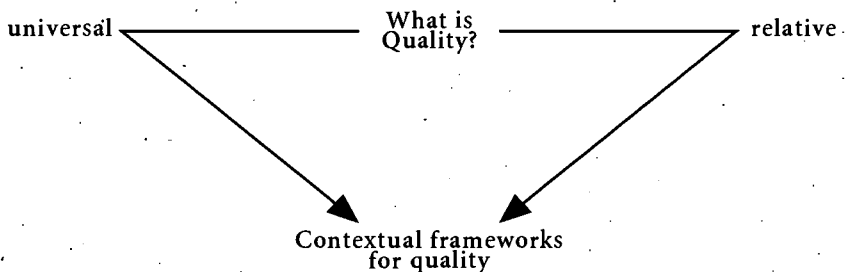 universal
What is
Quality?
relative
Contextual frameworks
for quality